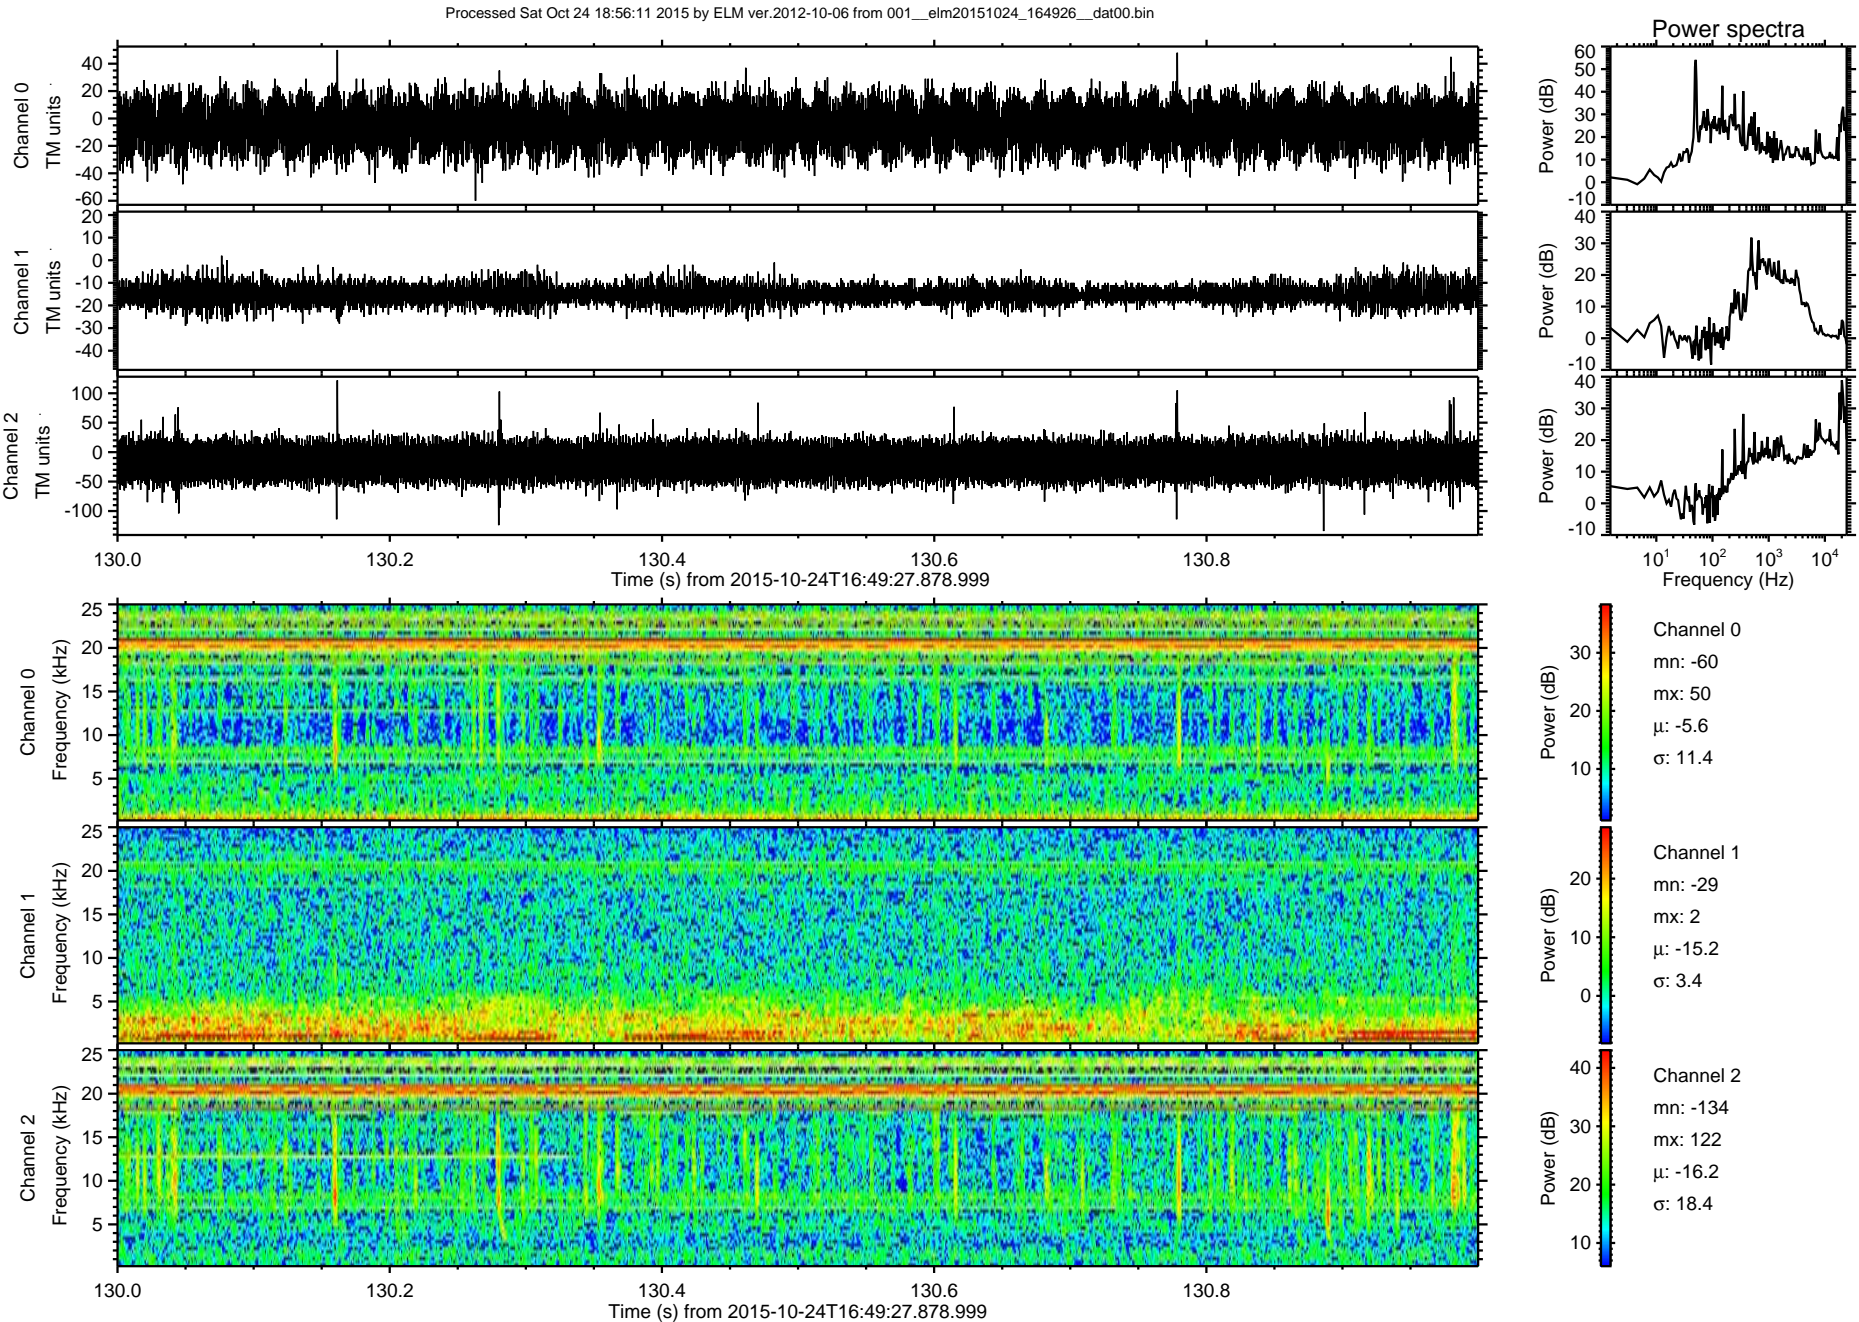 Processed Sat Oct 24 18:56:11 2015 by ELM ver.2012-10-06 from 001__elm20151024_164926__dat00.bin
Power spectra
Channel 0
TM units
40
20
0
-20
-40
-60
Power (dB)
60
50
40
30
20
10
0
-10
Channel 1
TM units
20
10
0
-10
-20
-30
-40
Power (dB)
40
30
20
10
0
-10
Channel 2
TM units
100
50
0
-50
-100
Power (dB)
40
30
20
10
0
-10
130.0 130.2 130.4 130.6 130.8
Time (s) from 2015-10-24T16:49:27.878.999
10^1 10^2 10^3 10^4
Frequency (Hz)
Channel 0
Frequency (kHz)
25
20
15
10
5
Power (dB)
30
20
10
Channel 0
mn: -60
mx: 50
μ: -5.6
σ: 11.4
Channel 1
Frequency (kHz)
25
20
15
10
5
Power (dB)
20
10
0
Channel 1
mn: -29
mx: 2
μ: -15.2
σ: 3.4
Channel 2
Frequency (kHz)
25
20
15
10
5
Power (dB)
40
30
20
10
Channel 2
mn: -134
mx: 122
μ: -16.2
σ: 18.4
130.0 130.2 130.4 130.6 130.8
Time (s) from 2015-10-24T16:49:27.878.999